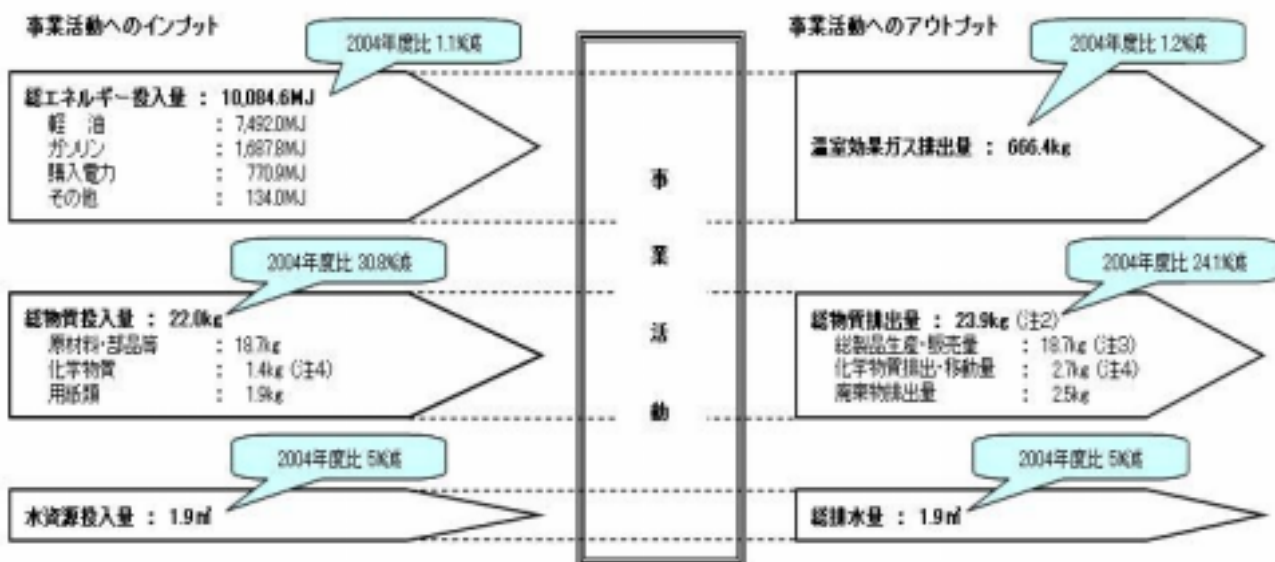 事業活動へのインプット
2004年度比 1.1%減
総エネルギー投入量 : 10,084.6MJ
軽 油 : 7,492.0MJ
ガソリン : 1,687.8MJ
購入電力 : 770.9MJ
その他 : 134.0MJ
2004年度比 30.8%減
総物質投入量 : 22.0kg
原材料・部品等 : 18.7kg
化学物質 : 1.4kg (注4)
用紙類 : 1.9kg
2004年度比 5%減
水資源投入量 : 1.9㎥
事業活動
事業活動へのアウトプット
2004年度比 1.2%減
温室効果ガス排出量 : 666.4kg
2004年度比 24.1%減
総物質排出量 : 23.9kg (注2)
総製品生産・販売量 : 18.7kg (注3)
化学物質排出・移動量 : 2.7kg (注4)
廃棄物排出量 : 2.5kg
2004年度比 5%減
総排水量 : 1.9㎥